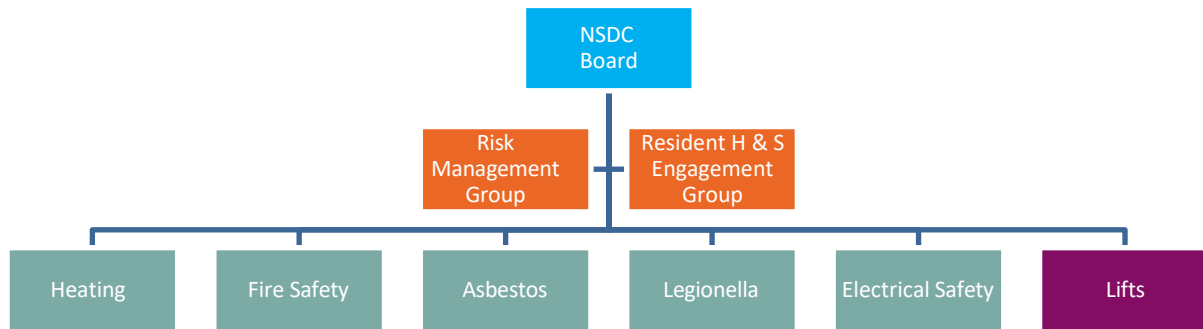 NSDC
Board
Risk
Management
Group
Resident H & S
Engagement
Group
Heating
Fire Safety
Asbestos
Legionella
Electrical Safety
Lifts